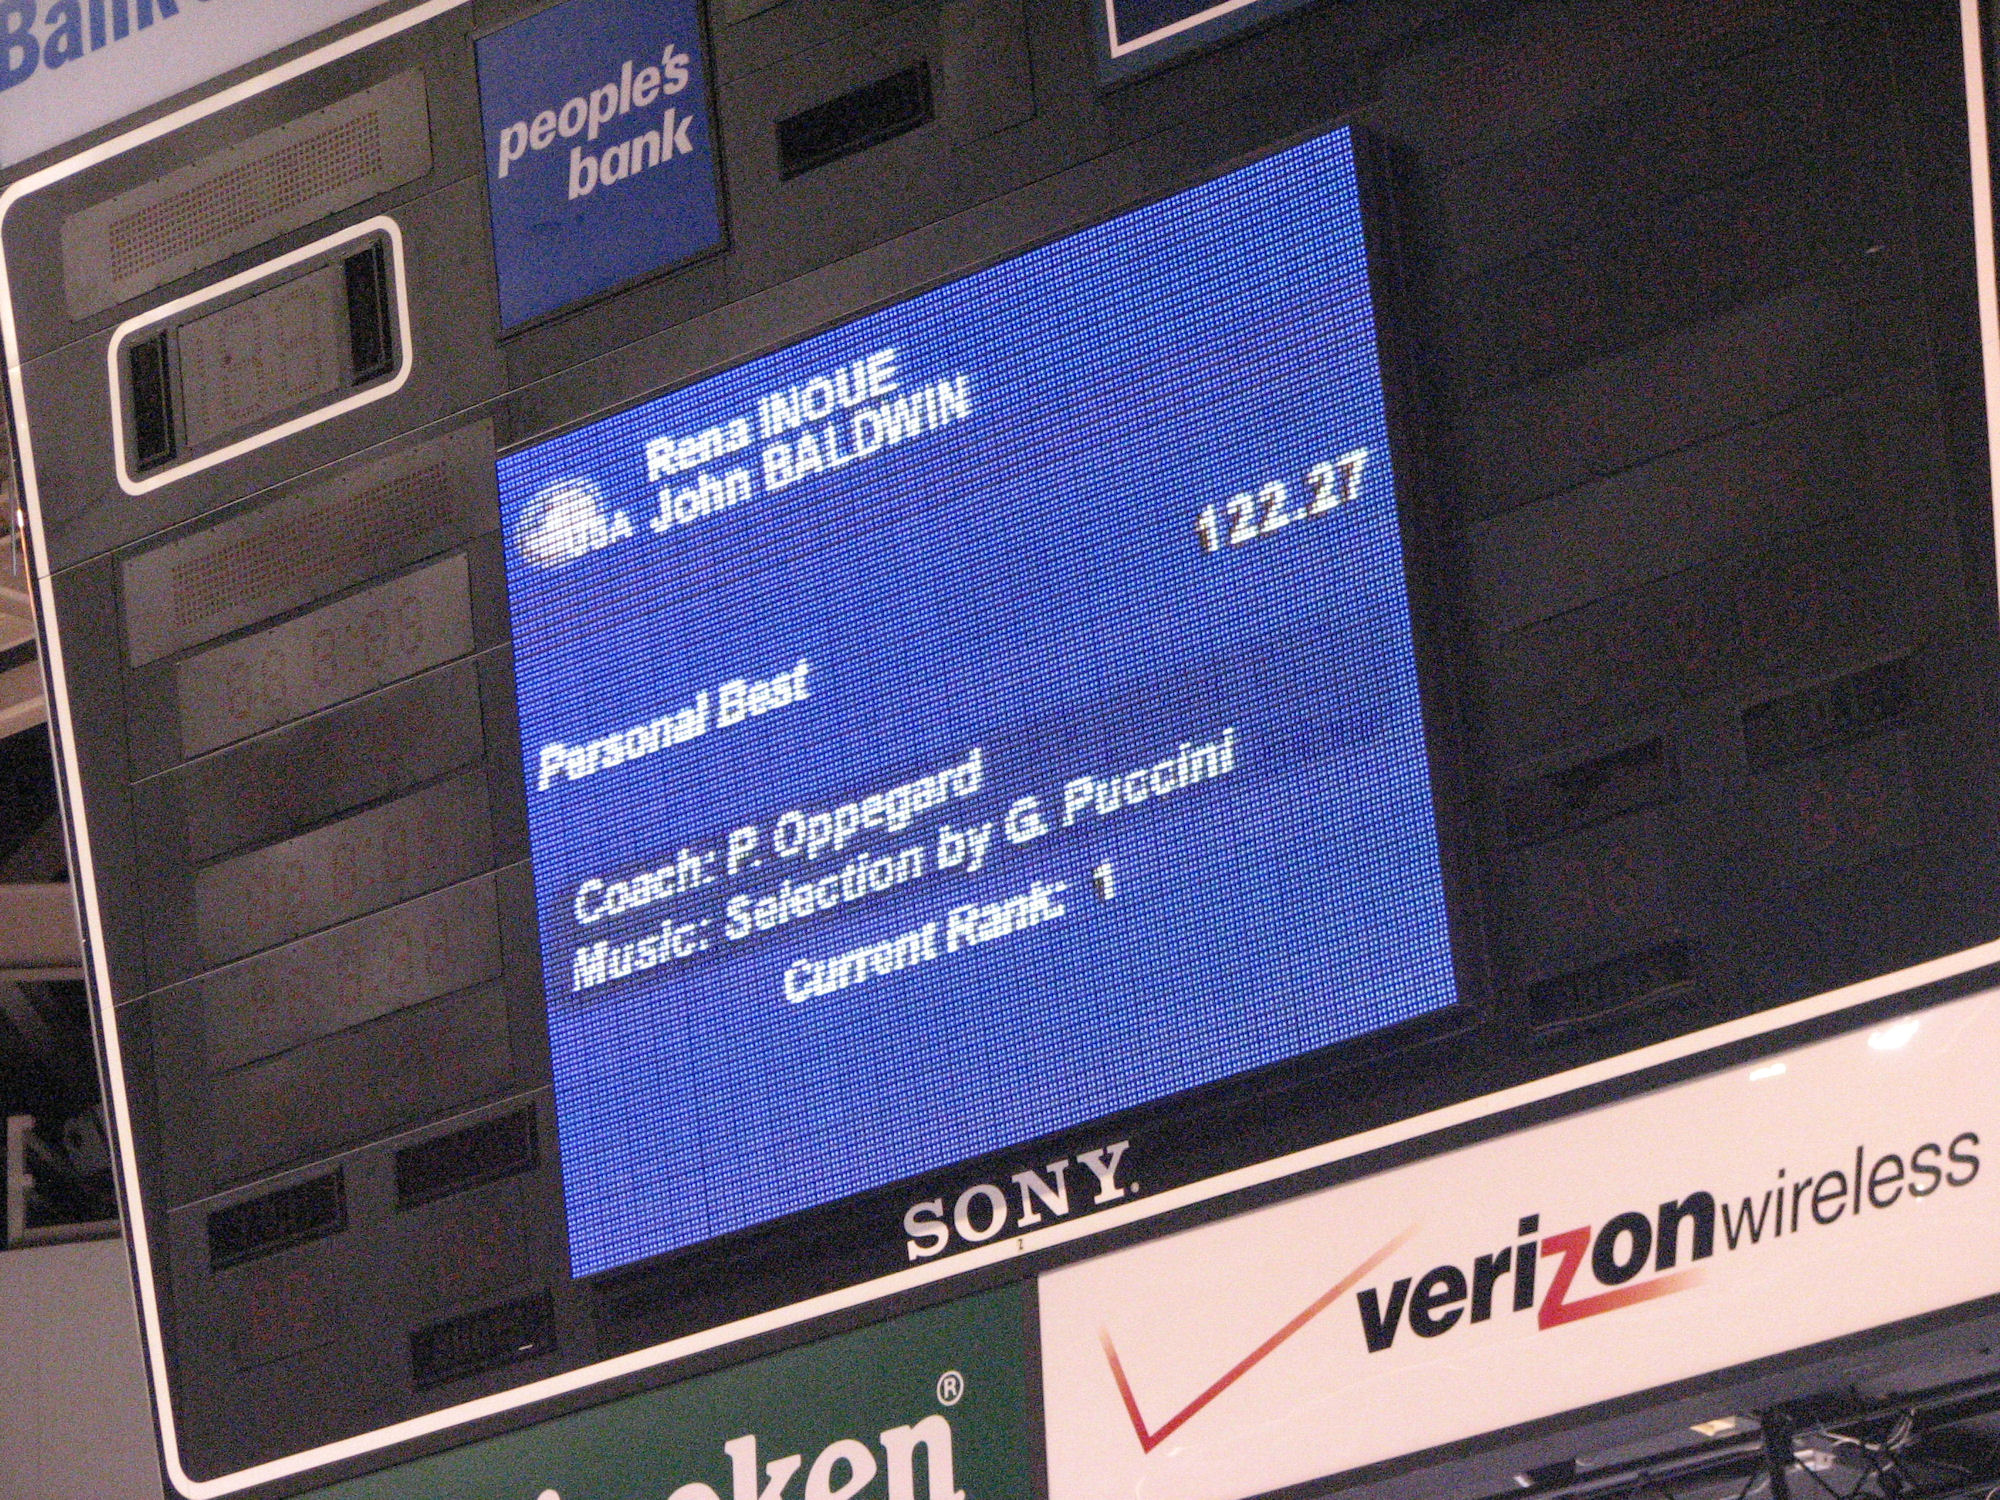 Bank
people's
bank
Rena INOUE
USA John BALDWIN
122.27
Personal Best
Coach: P. Oppegard
Music: Selection by G. Puccini
Current Rank: 1
SONY
verizonwireless